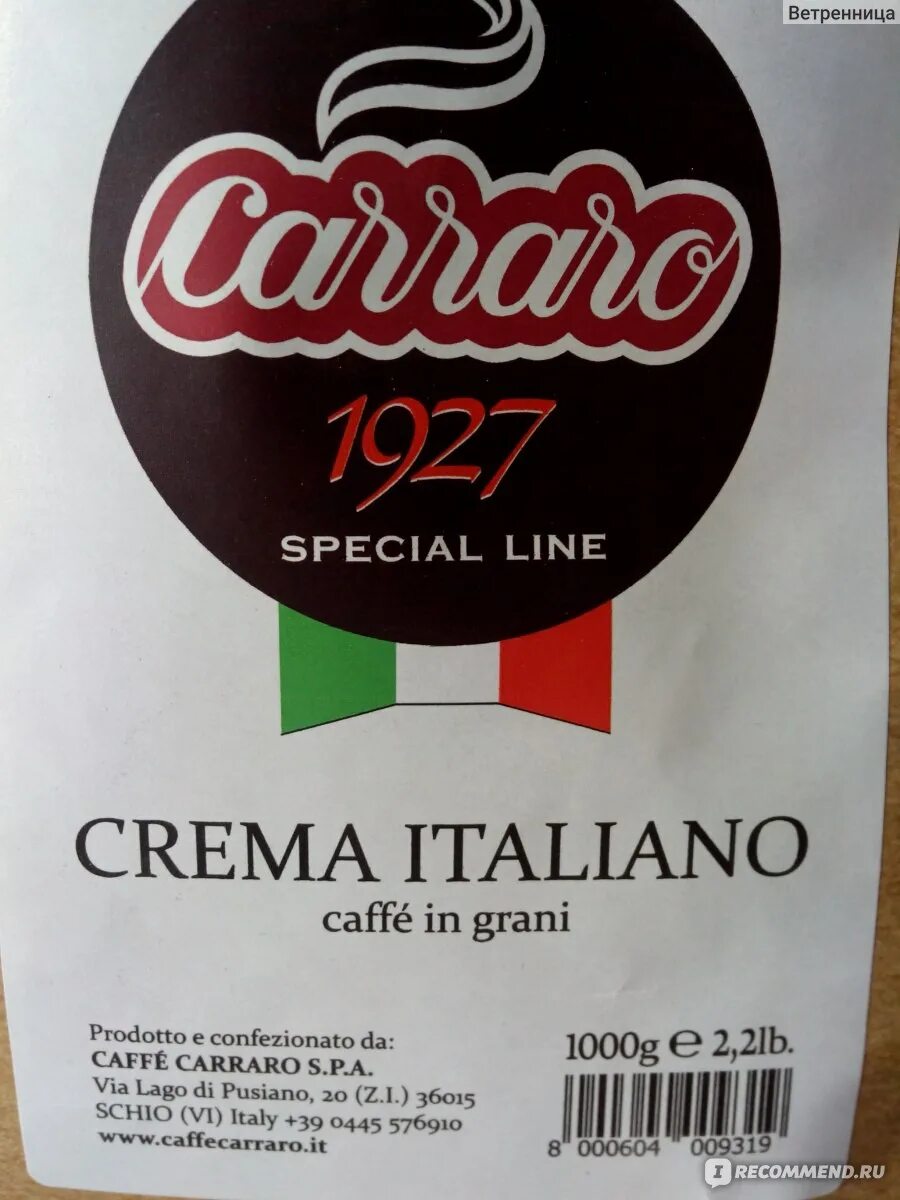 Ветренница
Carraro
1927
SPECIAL LINE
CREMA ITALIANO
caffé in grani
Prodotto e confezionato da:
CAFFÉ CARRARO S.P.A.
Via Lago di Pusiano, 20 (Z.I.) 36015
SCHIO (VI) Italy +39 0445 576910
www.caffecarraro.it
1000g ℮ 2,2lb.
8 000604 009319
IRECOMMEND.RU